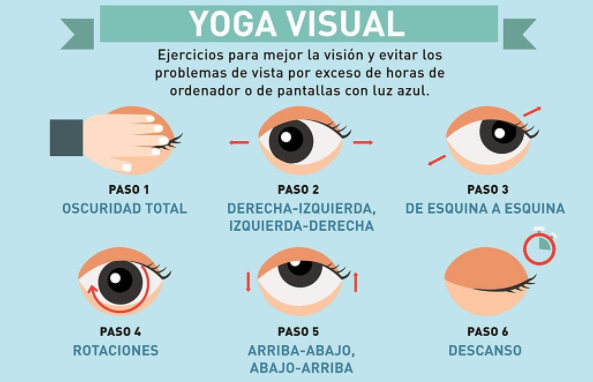 YOGA VISUAL
Ejercicios para mejor la visión y evitar los
problemas de vista por exceso de horas de
ordenador o de pantallas con luz azul.
PASO 1
OSCURIDAD TOTAL
PASO 2
DERECHA-IZQUIERDA,
IZQUIERDA-DERECHA
PASO 3
DE ESQUINA A ESQUINA
PASO 4
ROTACIONES
PASO 5
ARRIBA-ABAJO,
ABAJO-ARRIBA
PASO 6
DESCANSO